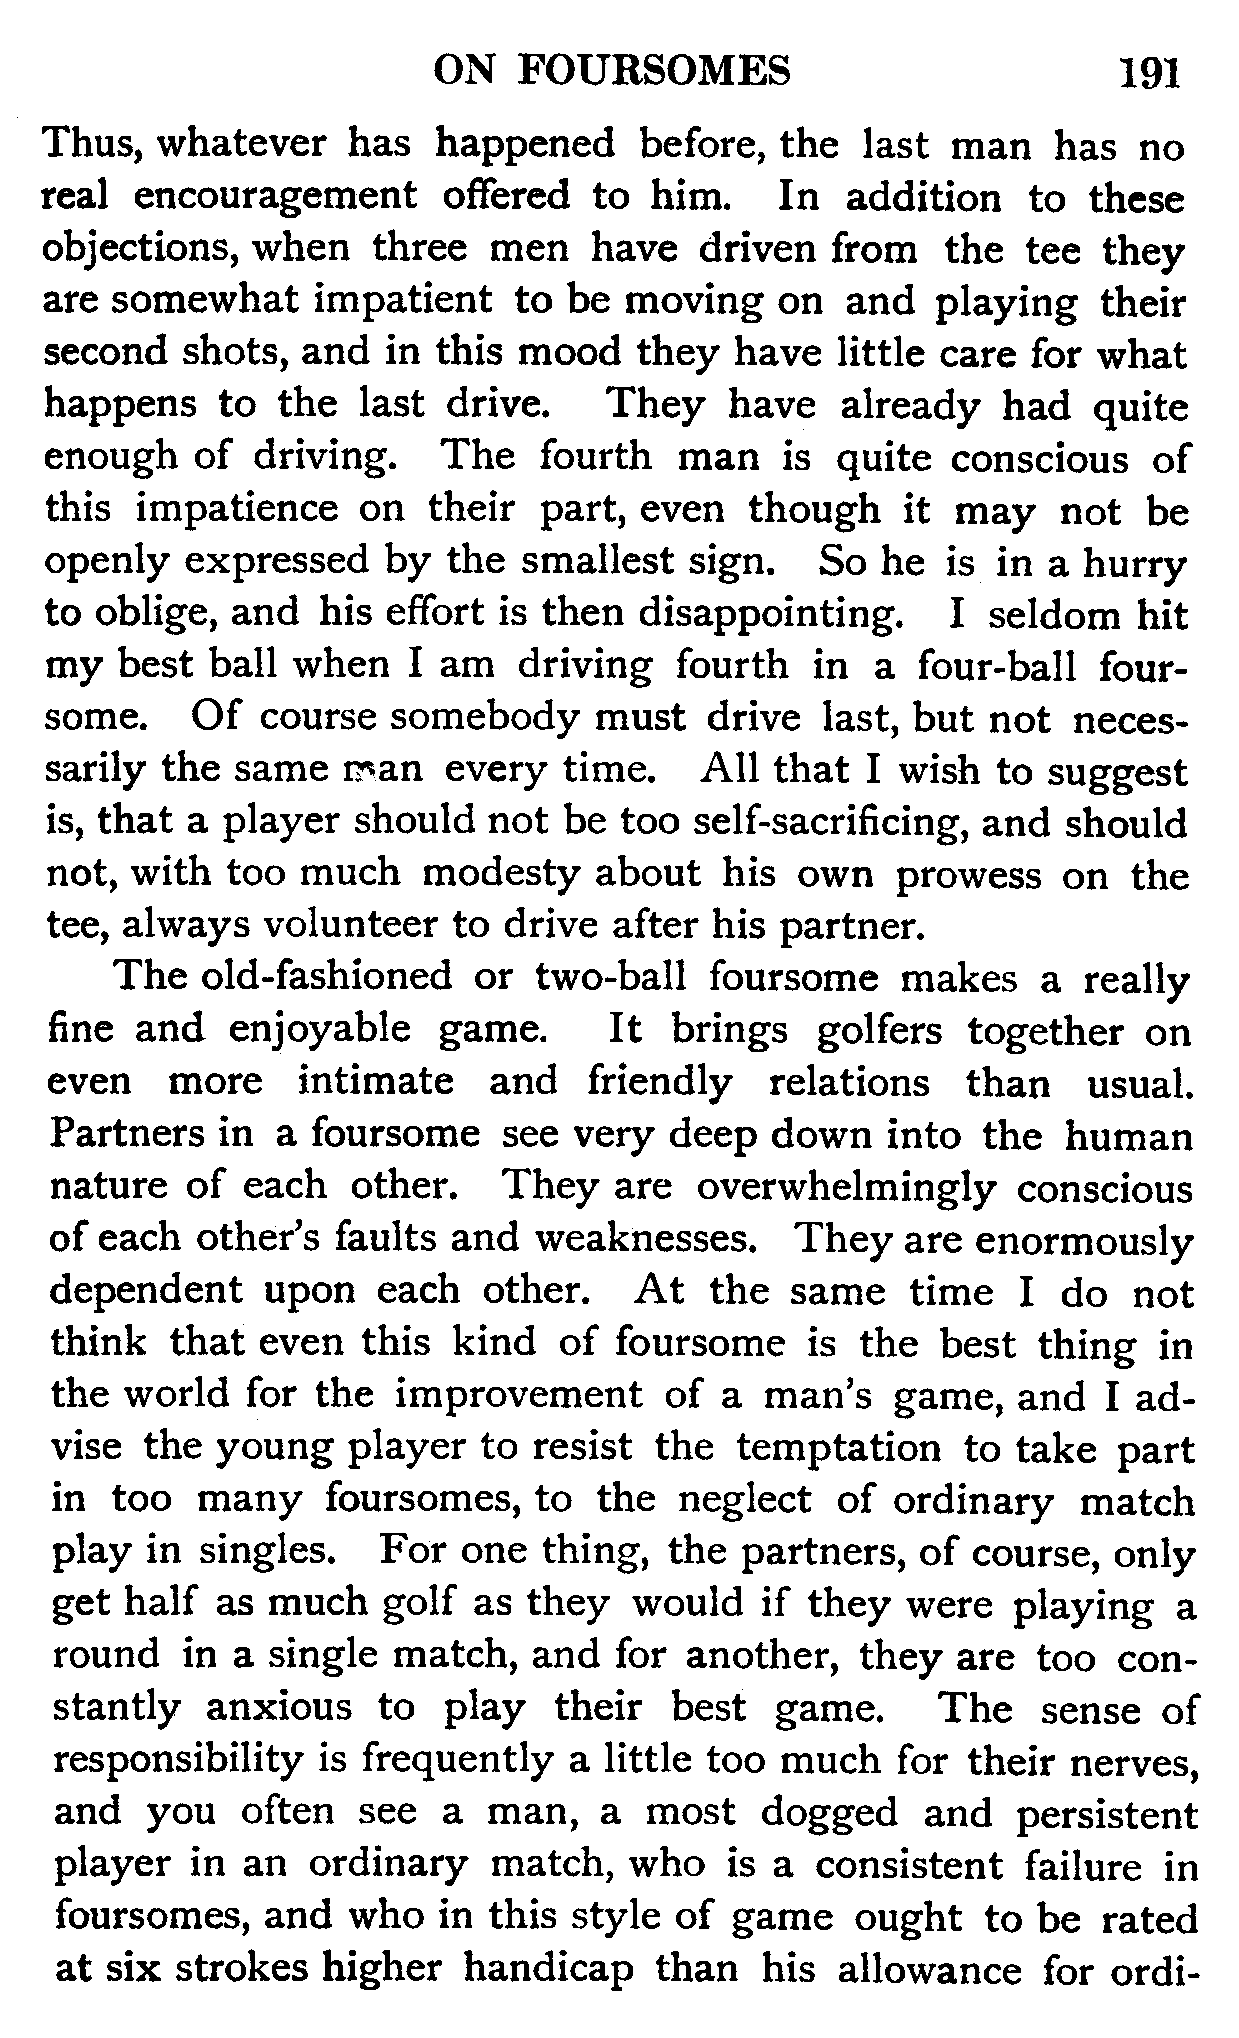 ON FOURSOMES 191
Thus, whatever has happened before, the last man has no
real encouragement offered to him. In addition to these
objections, when three men have driven from the tee they
are somewhat impatient to be moving on and playing their
second shots, and in this mood they have little care for what
happens to the last drive. They have already had quite
enough of driving. The fourth man is quite conscious of
this impatience on their part, even though it may not be
openly expressed by the smallest sign. So he is in a hurry
to oblige, and his effort is then disappointing. I seldom hit
my best ball when I am driving fourth in a four-ball four-
some. Of course somebody must drive last, but not neces-
sarily the same man every time. All that I wish to suggest
is, that a player should not be too self-sacrificing, and should
not, with too much modesty about his own prowess on the
tee, always volunteer to drive after his partner.
The old-fashioned or two-ball foursome makes a really
fine and enjoyable game. It brings golfers together on
even more intimate and friendly relations than usual.
Partners in a foursome see very deep down into the human
nature of each other. They are overwhelmingly conscious
of each other's faults and weaknesses. They are enormously
dependent upon each other. At the same time I do not
think that even this kind of foursome is the best thing in
the world for the improvement of a man's game, and I ad-
vise the young player to resist the temptation to take part
in too many foursomes, to the neglect of ordinary match
play in singles. For one thing, the partners, of course, only
get half as much golf as they would if they were playing a
round in a single match, and for another, they are too con-
stantly anxious to play their best game. The sense of
responsibility is frequently a little too much for their nerves,
and you often see a man, a most dogged and persistent
player in an ordinary match, who is a consistent failure in
foursomes, and who in this style of game ought to be rated
at six strokes higher handicap than his allowance for ordi-